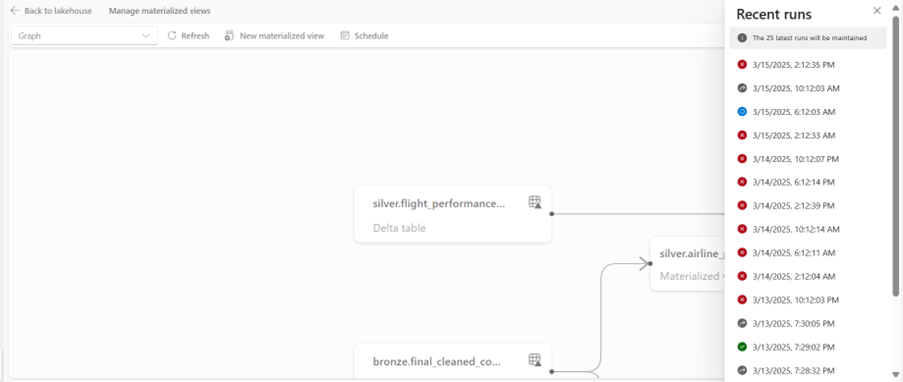 Back to lakehouse
Manage materialized views
Recent runs
Graph
Refresh
New materialized view
Schedule
The 25 latest runs will be maintained
3/15/2025, 2:12:35 PM
3/15/2025, 10:12:03 AM
3/15/2025, 6:12:03 AM
3/15/2025, 2:12:33 AM
3/14/2025, 10:12:07 PM
3/14/2025, 6:12:14 PM
3/14/2025, 2:12:39 PM
3/14/2025, 10:12:14 AM
3/14/2025, 6:12:11 AM
3/14/2025, 2:12:04 AM
3/13/2025, 10:12:03 PM
3/13/2025, 7:30:05 PM
3/13/2025, 7:29:02 PM
3/13/2025, 7:28:32 PM
silver.flight_performance...
Delta table
silver.airline_
Materialized
bronze.final_cleaned_co...